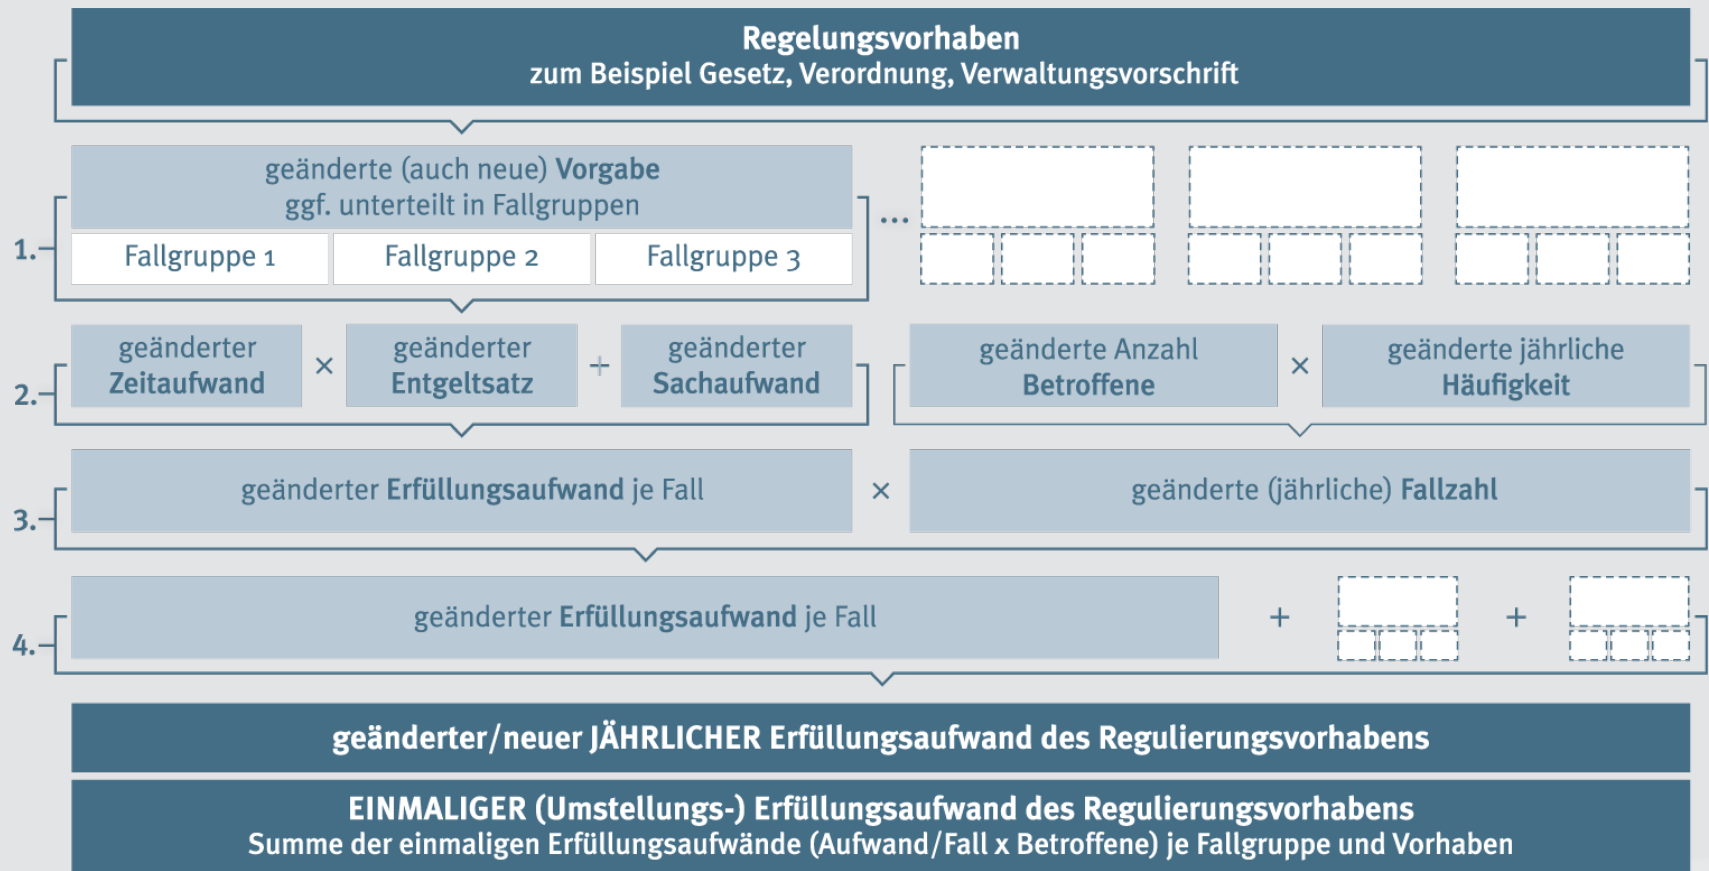 Regelungsvorhaben
zum Beispiel Gesetz, Verordnung, Verwaltungsvorschrift
geänderte (auch neue) Vorgabe
ggf. unterteilt in Fallgruppen
...
1.
Fallgruppe 1
Fallgruppe 2
Fallgruppe 3
2.
geänderter
Zeitaufwand
×
geänderter
Entgeltsatz
+
geänderter
Sachaufwand
geänderte Anzahl
Betroffene
×
geänderte jährliche
Häufigkeit
3.
geänderter Erfüllungsaufwand je Fall
×
geänderte (jährliche) Fallzahl
4.
geänderter Erfüllungsaufwand je Fall
+
+
geänderter/neuer JÄHRLICHER Erfüllungsaufwand des Regulierungsvorhabens
EINMALIGER (Umstellungs-) Erfüllungsaufwand des Regulierungsvorhabens
Summe der einmaligen Erfüllungsaufwände (Aufwand/Fall x Betroffene) je Fallgruppe und Vorhaben